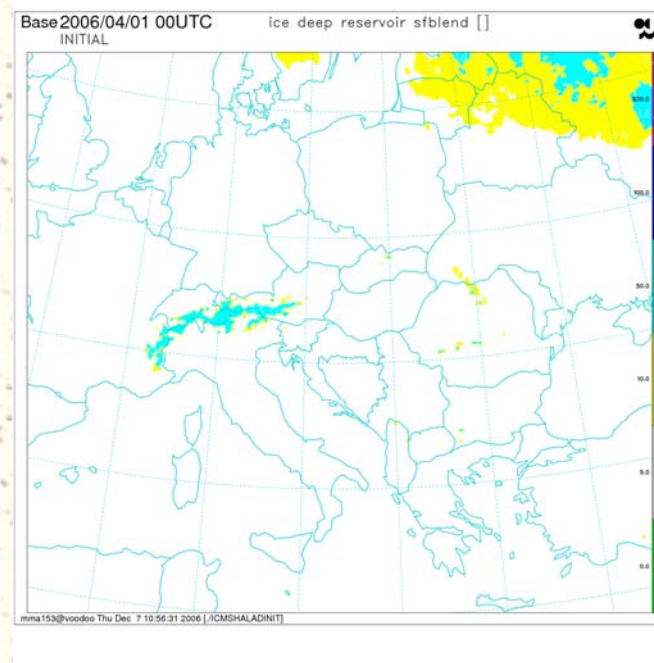 Base 2006/04/01 00UTC ice deep reservoir sfblend []
INITIAL
100.0
50.0
10.0
5.0
0.0
mma153@voodoo Thu Dec 7 10:56:31 2006 [./ICMSHALADINIT]